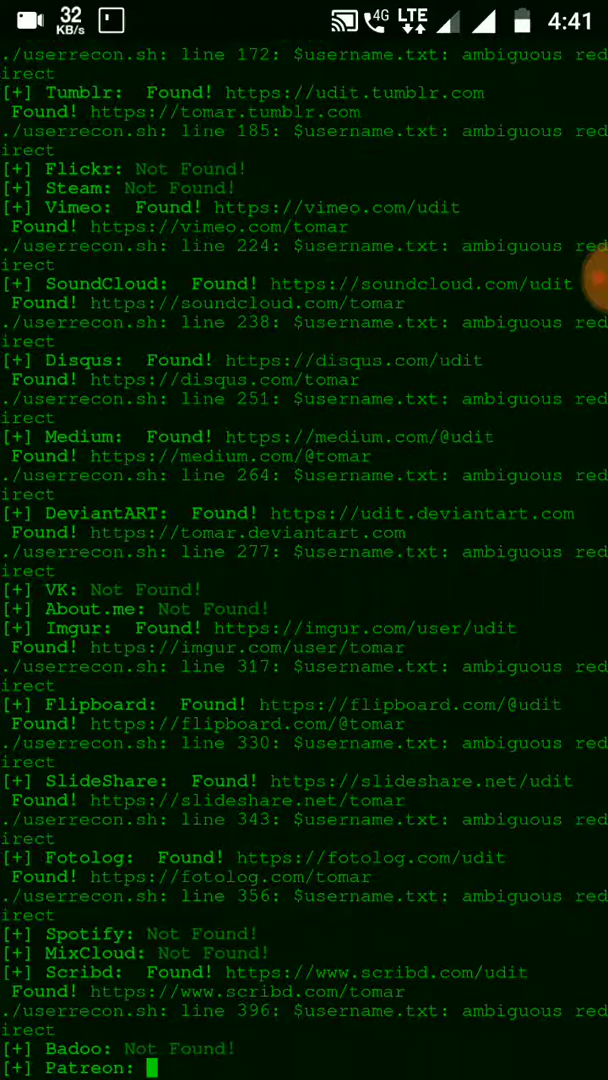 32
KB/s
4G
LTE
4:41
./userrecon.sh: line 172: $username.txt: ambiguous red
irect
[+] Tumblr:  Found! https://udit.tumblr.com
 Found! https://tomar.tumblr.com
./userrecon.sh: line 185: $username.txt: ambiguous red
irect
[+] Flickr: Not Found!
[+] Steam: Not Found!
[+] Vimeo:  Found! https://vimeo.com/udit
 Found! https://vimeo.com/tomar
./userrecon.sh: line 224: $username.txt: ambiguous red
irect
[+] SoundCloud:  Found! https://soundcloud.com/udit
 Found! https://soundcloud.com/tomar
./userrecon.sh: line 238: $username.txt: ambiguous red
irect
[+] Disqus:  Found! https://disqus.com/udit
 Found! https://disqus.com/tomar
./userrecon.sh: line 251: $username.txt: ambiguous red
irect
[+] Medium:  Found! https://medium.com/@udit
 Found! https://medium.com/@tomar
./userrecon.sh: line 264: $username.txt: ambiguous red
irect
[+] DeviantART:  Found! https://udit.deviantart.com
 Found! https://tomar.deviantart.com
./userrecon.sh: line 277: $username.txt: ambiguous red
irect
[+] VK: Not Found!
[+] About.me: Not Found!
[+] Imgur:  Found! https://imgur.com/user/udit
 Found! https://imgur.com/user/tomar
./userrecon.sh: line 317: $username.txt: ambiguous red
irect
[+] Flipboard:  Found! https://flipboard.com/@udit
 Found! https://flipboard.com/@tomar
./userrecon.sh: line 330: $username.txt: ambiguous red
irect
[+] SlideShare:  Found! https://slideshare.net/udit
 Found! https://slideshare.net/tomar
./userrecon.sh: line 343: $username.txt: ambiguous red
irect
[+] Fotolog:  Found! https://fotolog.com/udit
 Found! https://fotolog.com/tomar
./userrecon.sh: line 356: $username.txt: ambiguous red
irect
[+] Spotify: Not Found!
[+] MixCloud: Not Found!
[+] Scribd:  Found! https://www.scribd.com/udit
 Found! https://www.scribd.com/tomar
./userrecon.sh: line 396: $username.txt: ambiguous red
irect
[+] Badoo: Not Found!
[+] Patreon: